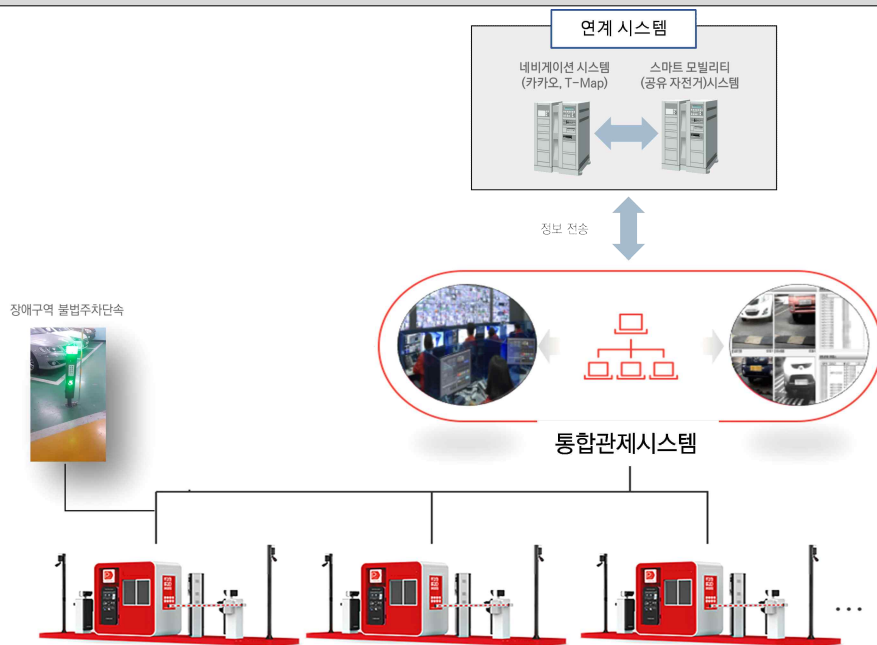 연계 시스템
네비게이션 시스템
(카카오, T-Map)
스마트 모빌리티
(공유 자전거)시스템
정보 전송
장애구역 불법주차단속
통합관제시스템
...